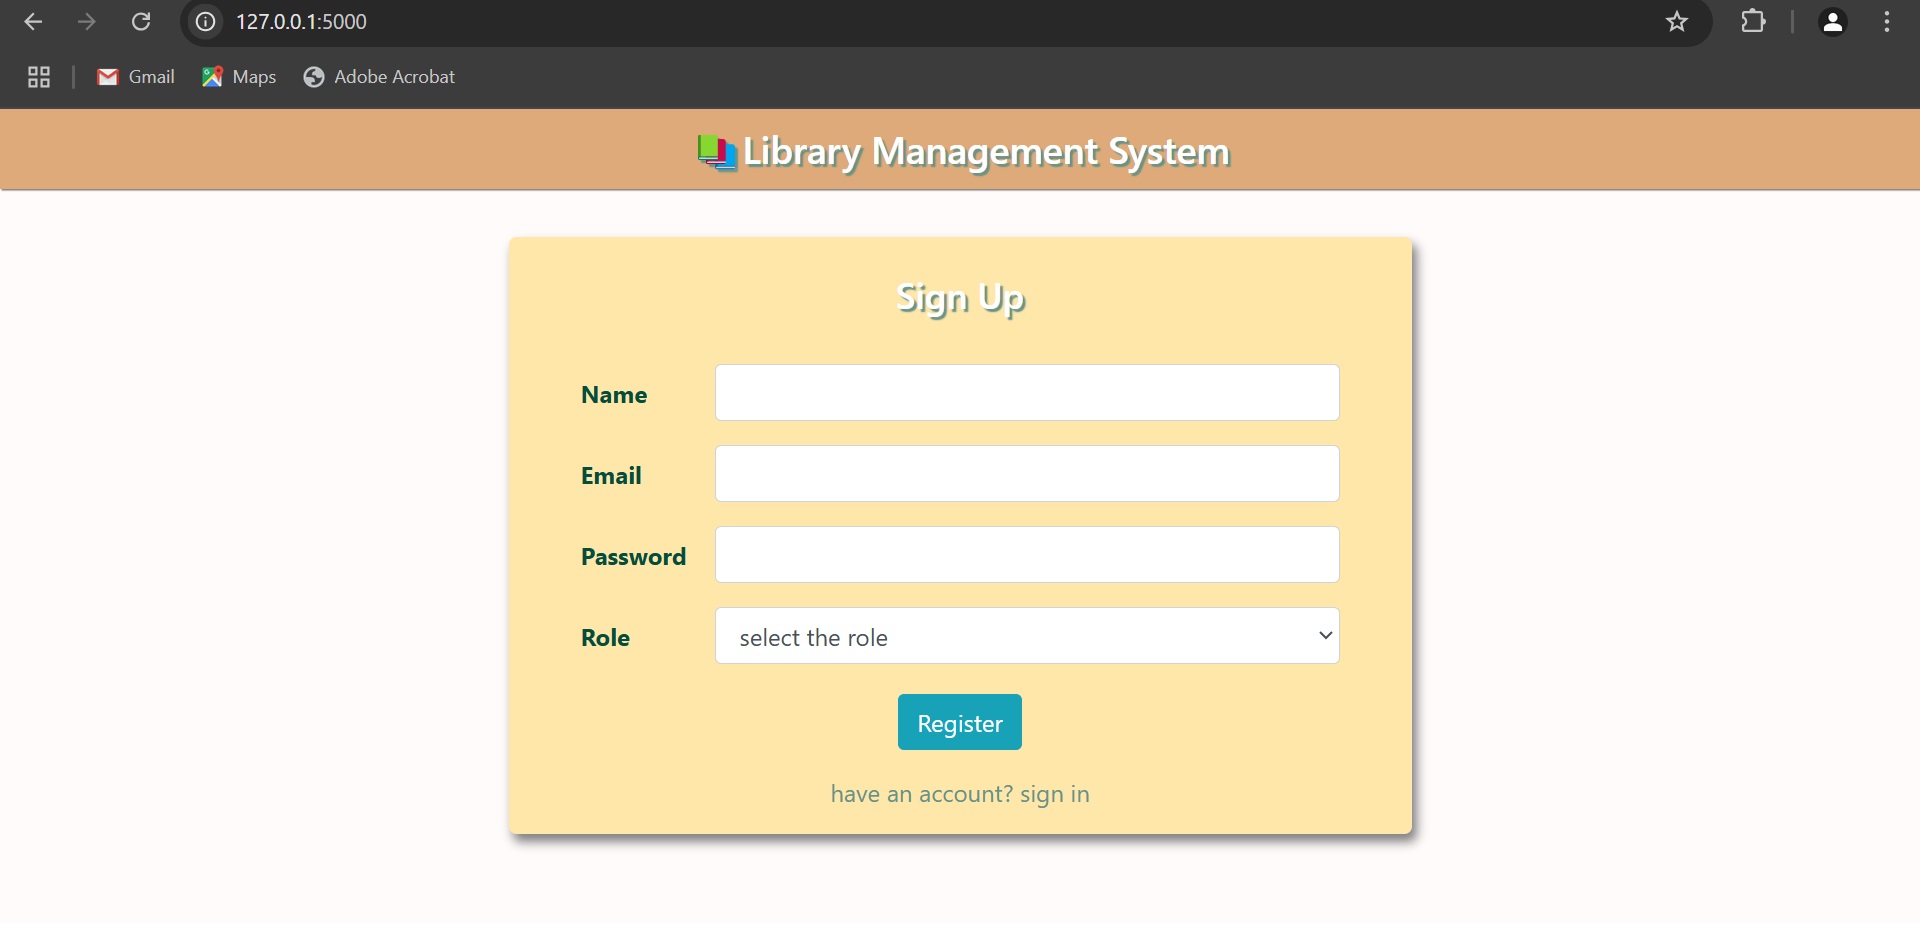 127.0.0.1:5000
Gmail Maps Adobe Acrobat
Library Management System
Sign Up
Name
Email
Password
Role select the role
Register
have an account? sign in